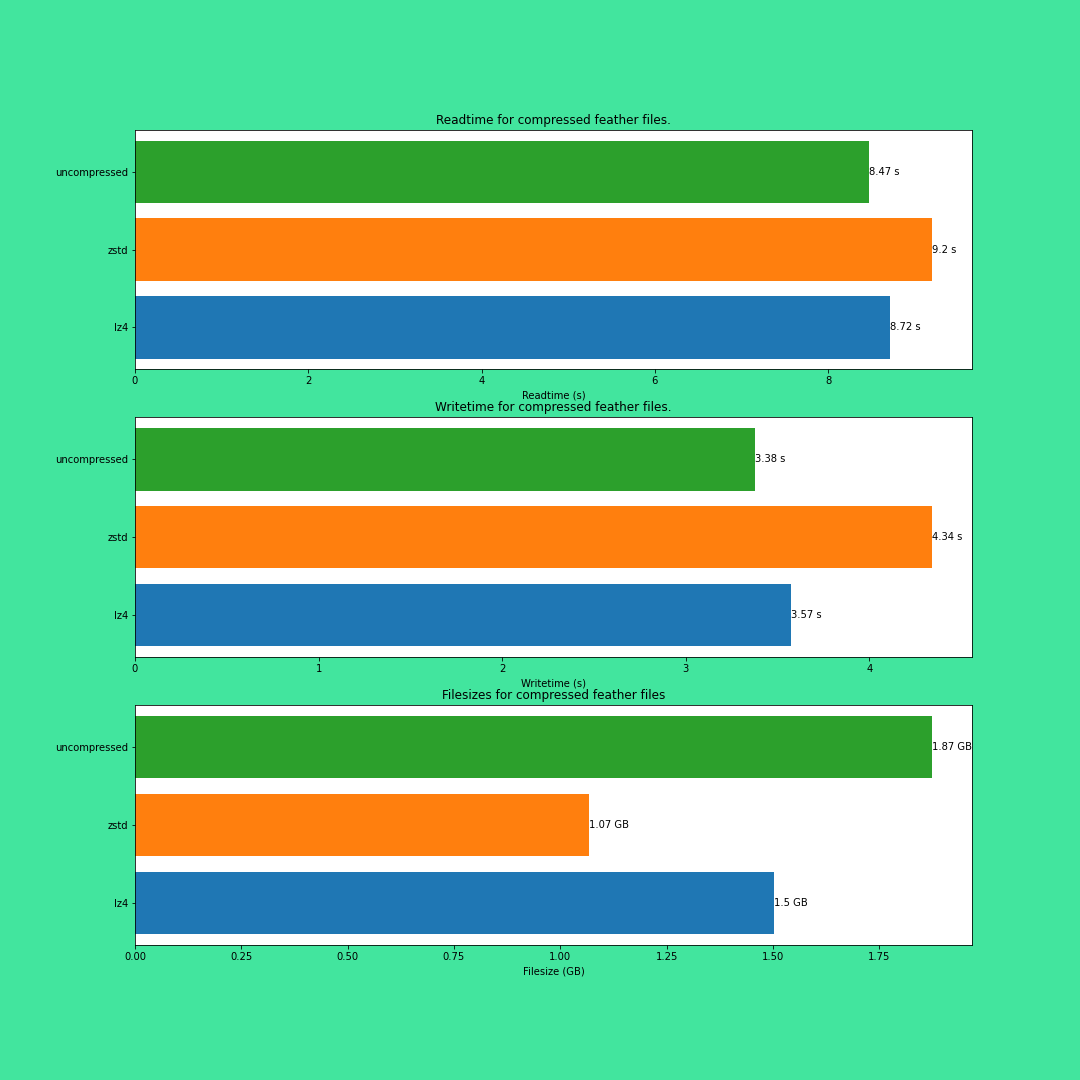 Readtime for compressed feather files.
uncompressed
8.47 s
zstd
9.2 s
lz4
8.72 s
0 2 4 6 8
Readtime (s)
Writetime for compressed feather files.
uncompressed
3.38 s
zstd
4.34 s
lz4
3.57 s
0 1 2 3 4
Writetime (s)
Filesizes for compressed feather files
uncompressed
1.87 GB
zstd
1.07 GB
lz4
1.5 GB
0.00 0.25 0.50 0.75 1.00 1.25 1.50 1.75
Filesize (GB)